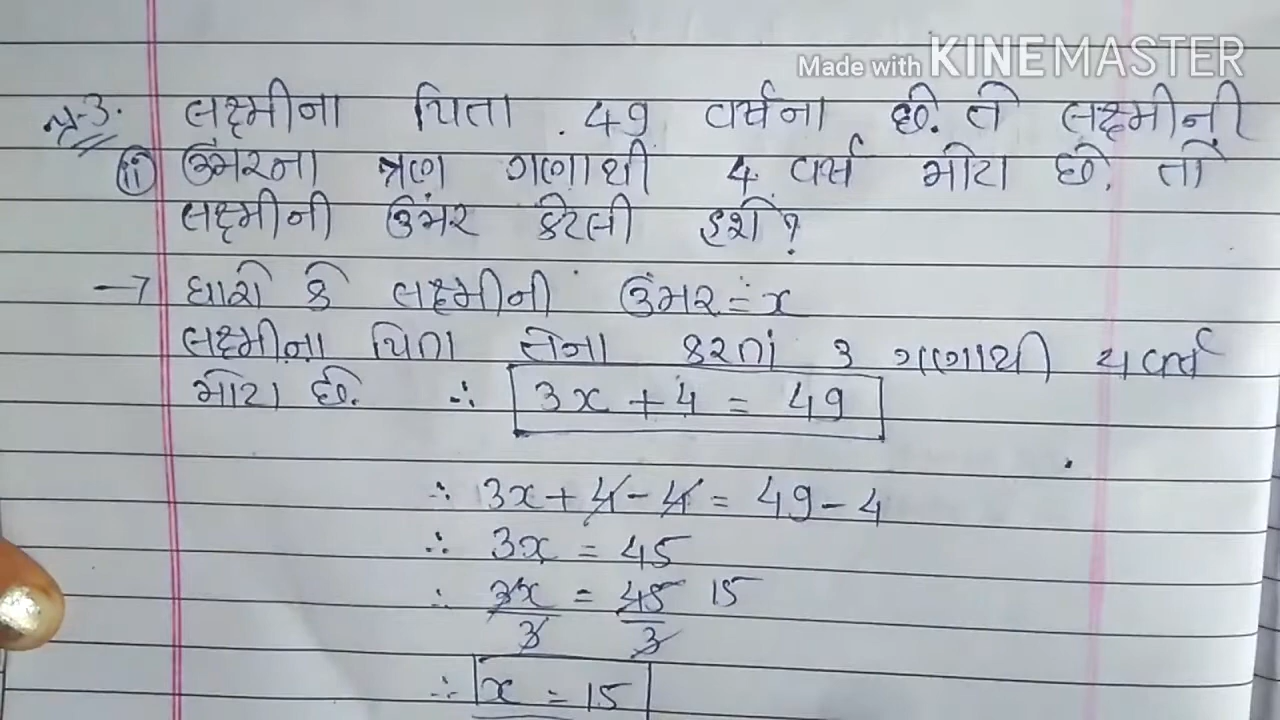 Made with KINEMASTER
પ્ર-3. લક્ષ્મીના પિતા 49 વર્ષના છે. તે લક્ષ્મીની
(ii) ઉંમરના ત્રણ ગણાથી 4 વર્ષ મોટા છે. તો
લક્ષ્મીની ઉંમર કેટલી હશે?
→ ધારો કે લક્ષ્મીની ઉંમર = x
લક્ષ્મીના પિતા તેના કરતાં ૩ ગણાથી ૪ વર્ષ
મોટા છે. ∴ 3x + 4 = 49
∴ 3x + 4 - 4 = 49 - 4
∴ 3x = 45
∴ 3x/3 = 45/3 15
∴ x = 15